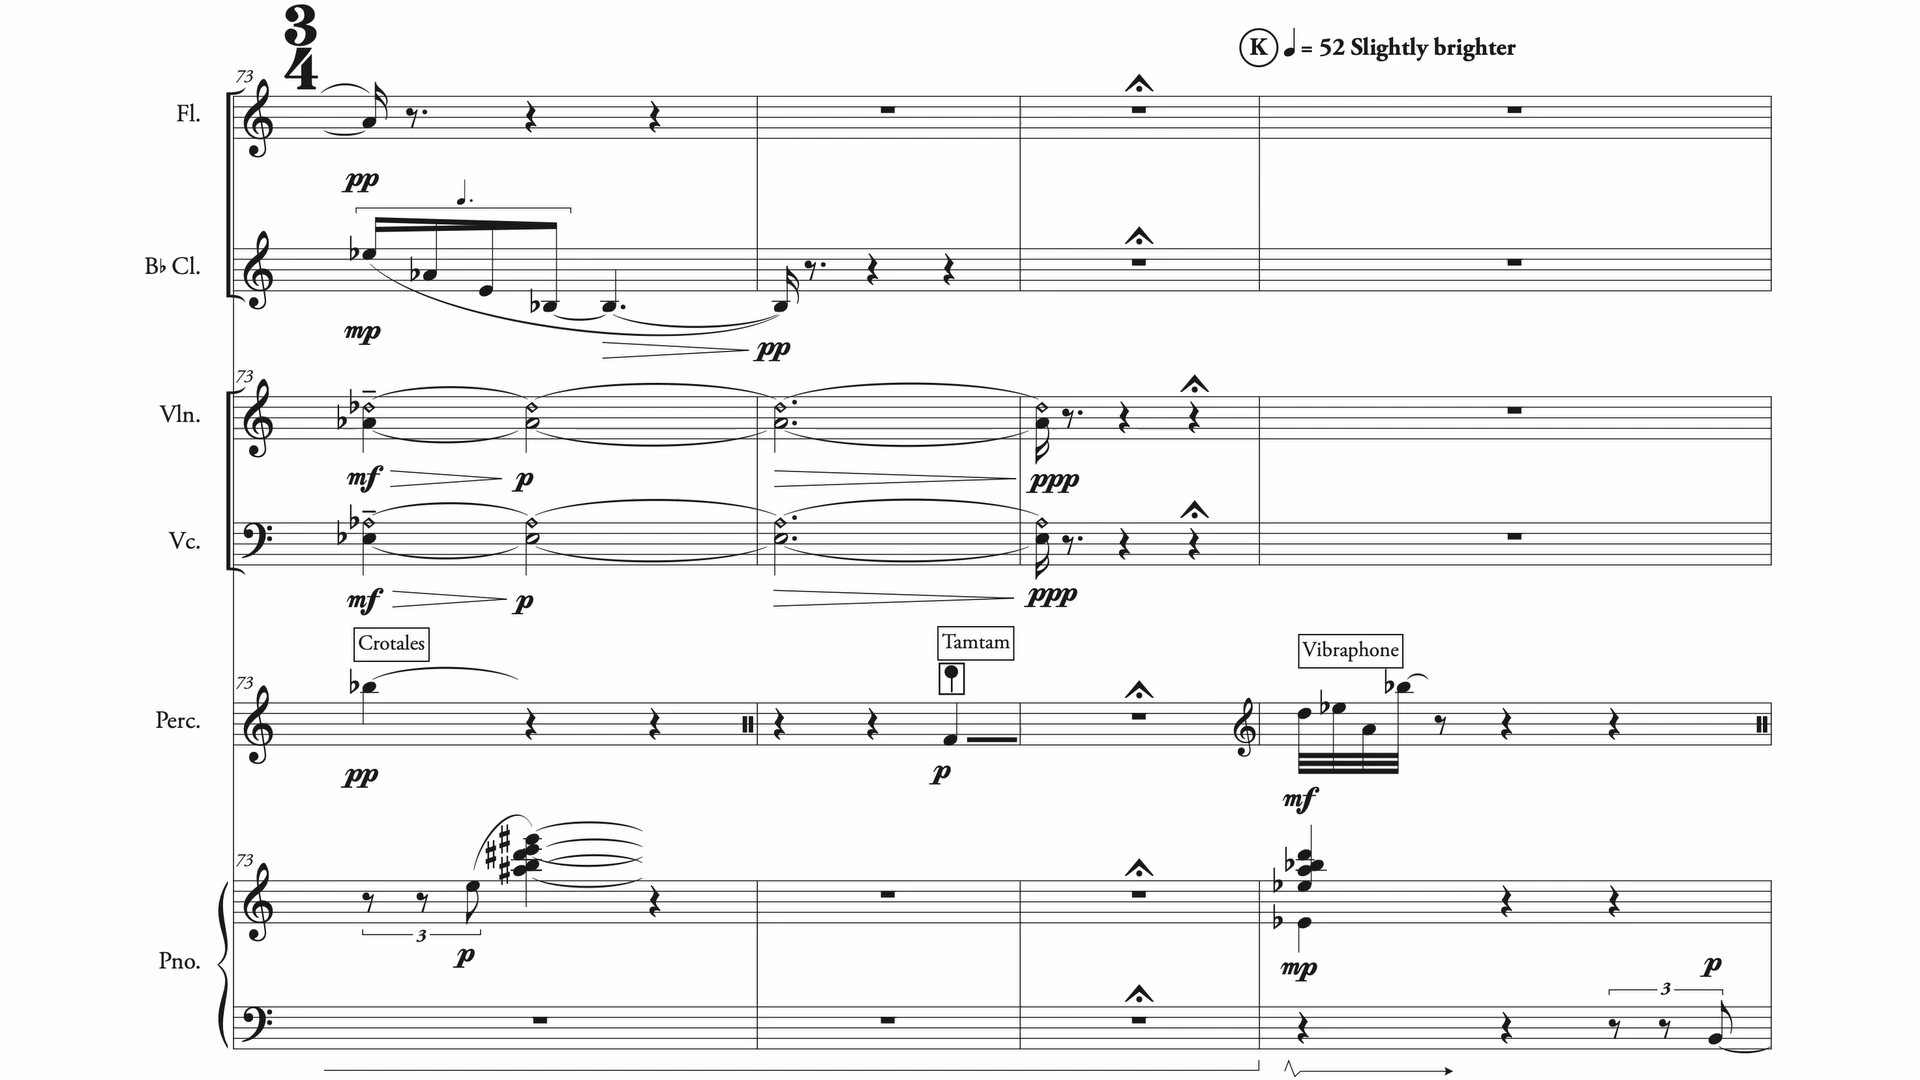 3
4
K = 52 Slightly brighter
73
Fl.
pp
B♭ Cl.
mp
pp
73
Vln.
mf
p
ppp
Vc.
mf
p
ppp
Crotales
Tamtam
Vibraphone
73
Perc.
pp
p
mf
73
3
p
mp
Pno.
p
3